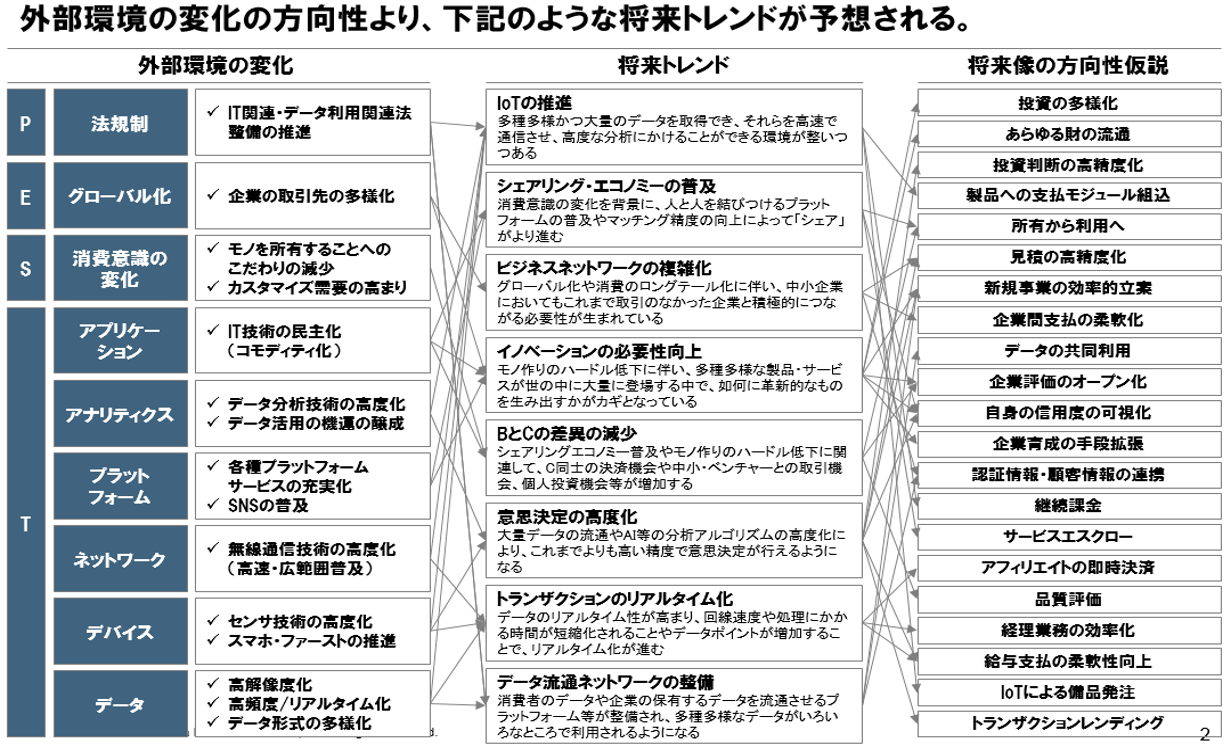 外部環境の変化の方向性より、下記のような将来トレンドが予想される。
外部環境の変化
P
法規制
✓ IT関連・データ利用関連法
整備の推進
E
グローバル化
✓ 企業の取引先の多様化
S
消費意識の
変化
✓ モノを所有することへの
こだわりの減少
✓ カスタマイズ需要の高まり
T
アプリケー
ション
✓ IT技術の民主化
（コモディティ化）
アナリティクス
✓ データ分析技術の高度化
✓ データ活用の機運の醸成
プラット
フォーム
✓ 各種プラットフォーム
サービスの充実化
✓ SNSの普及
ネットワーク
✓ 無線通信技術の高度化
（高速・広範囲普及）
デバイス
✓ センサ技術の高度化
✓ スマホ・ファーストの推進
データ
✓ 高解像度化
✓ 高頻度/リアルタイム化
✓ データ形式の多様化
将来トレンド
IoTの推進
多種多様かつ大量のデータを取得でき、それらを高速で
通信させ、高度な分析にかけることができる環境が整いつ
つある
シェアリング・エコノミーの普及
消費意識の変化を背景に、人と人を結びつけるプラット
フォームの普及やマッチング精度の向上によって「シェア」
がより進む
ビジネスネットワークの複雑化
グローバル化や消費のロングテール化に伴い、中小企業
においてもこれまで取引のなかった企業と積極的につな
がる必要性が生まれている
イノベーションの必要性向上
モノ作りのハードル低下に伴い、多種多様な製品・サービ
スが世の中に大量に登場する中で、如何に革新的なもの
を生み出すかがカギとなっている
BとCの差異の減少
シェアリングエコノミー普及やモノ作りのハードル低下に関
連して、C同士の決済機会や中小・ベンチャーとの取引機
会、個人投資機会等が増加する
意思決定の高度化
大量データの流通やAI等の分析アルゴリズムの高度化に
より、これまでよりも高い精度で意思決定が行えるように
なる
トランザクションのリアルタイム化
データのリアルタイム性が高まり、回線速度や処理にかか
る時間が短縮化されることやデータポイントが増加するこ
とで、リアルタイム化が進む
データ流通ネットワークの整備
消費者のデータや企業の保有するデータを流通させるプ
ラットフォーム等が整備され、多種多様なデータがいろい
ろなところで利用されるようになる
将来像の方向性仮説
投資の多様化
あらゆる財の流通
投資判断の高精度化
製品への支払モジュール組込
所有から利用へ
見積の高精度化
新規事業の効率的立案
企業間支払の柔軟化
データの共同利用
企業評価のオープン化
自身の信用度の可視化
企業育成の手段拡張
認証情報・顧客情報の連携
継続課金
サービスエスクロー
アフィリエイトの即時決済
品質評価
経理業務の効率化
給与支払の柔軟性向上
IoTによる備品発注
トランザクションレンディング
2